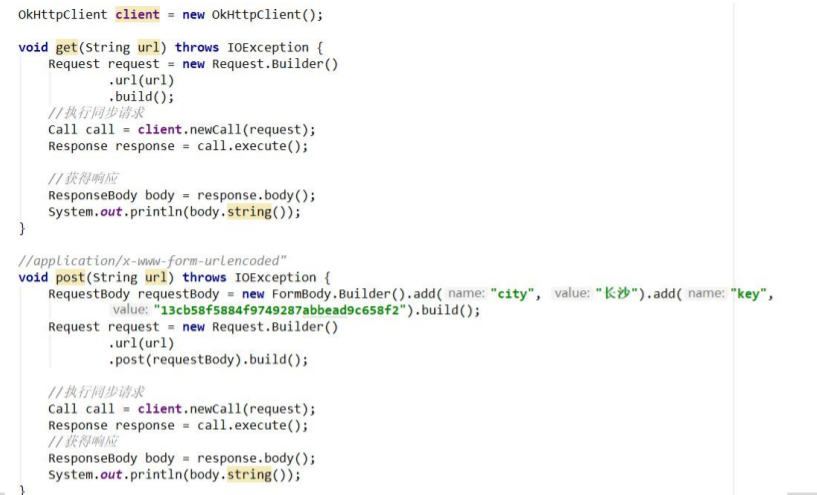 OkHttpClient client = new OkHttpClient();
void get(String url) throws IOException {
Request request = new Request.Builder()
.url(url)
.build();
//执行同步请求
Call call = client.newCall(request);
Response response = call.execute();
//获得响应
ResponseBody body = response.body();
System.out.println(body.string());
}
//application/x-www-form-urlencoded"
void post(String url) throws IOException {
RequestBody requestBody = new FormBody.Builder().add( name: "city", value: "长沙").add( name: "key",
value: "13cb58f5884f9749287abbead9c658f2").build();
Request request = new Request.Builder()
.url(url)
.post(requestBody).build();
//执行同步请求
Call call = client.newCall(request);
Response response = call.execute();
//获得响应
ResponseBody body = response.body();
System.out.println(body.string());
}